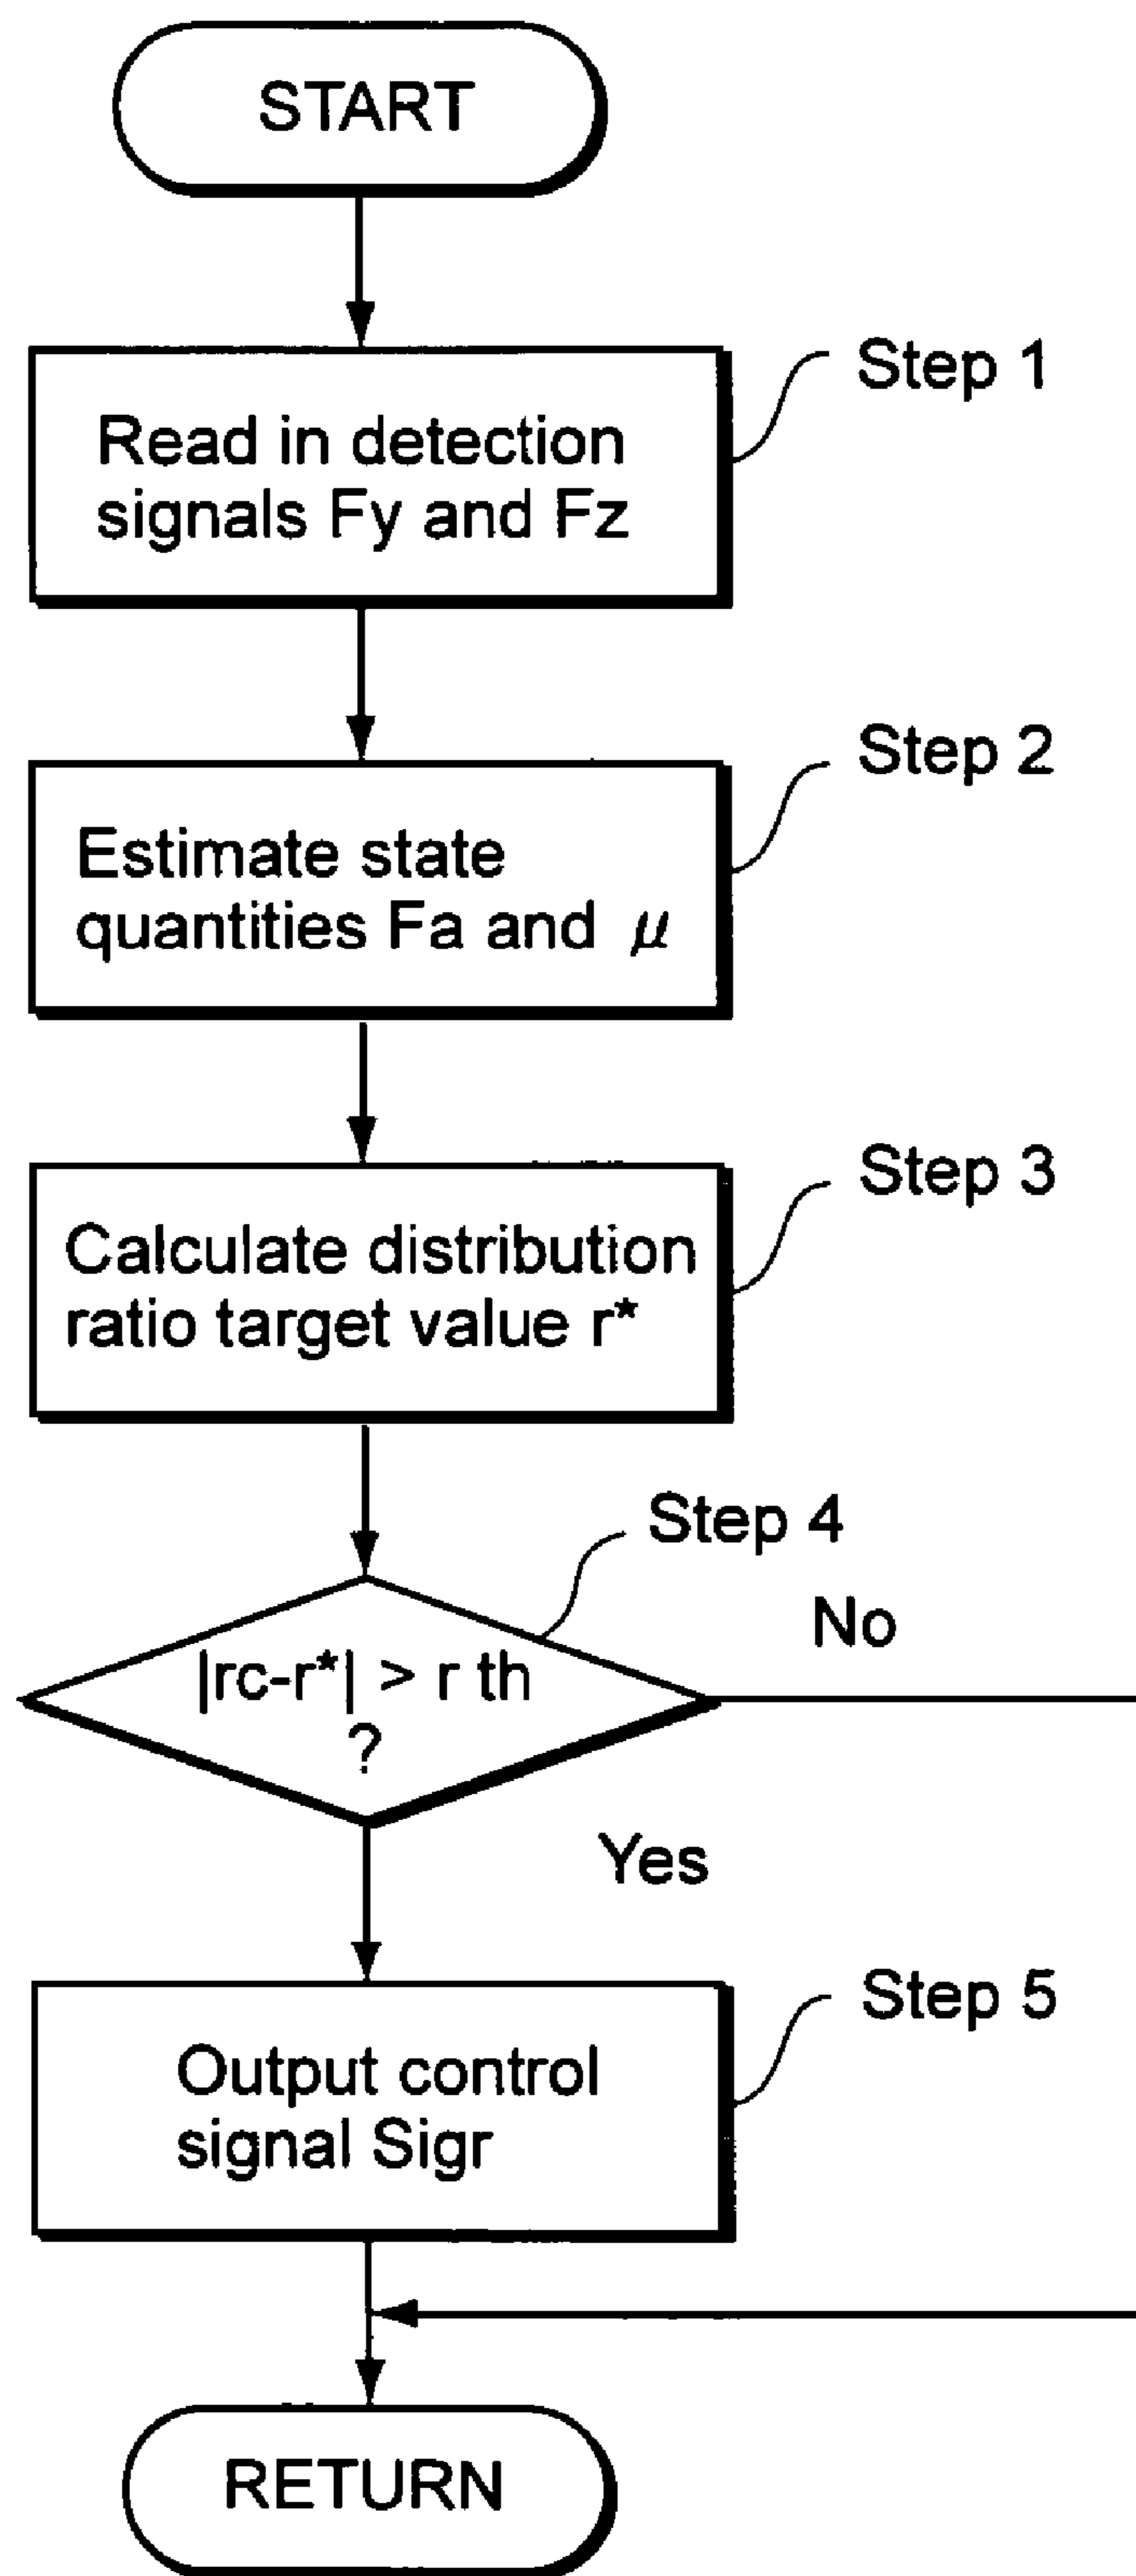 START
Step 1
Read in detection
signals Fy and Fz
Step 2
Estimate state
quantities Fa and μ
Step 3
Calculate distribution
ratio target value r*
Step 4
No
|rc-r*| > r th
?
Yes
Step 5
Output control
signal Sigr
RETURN